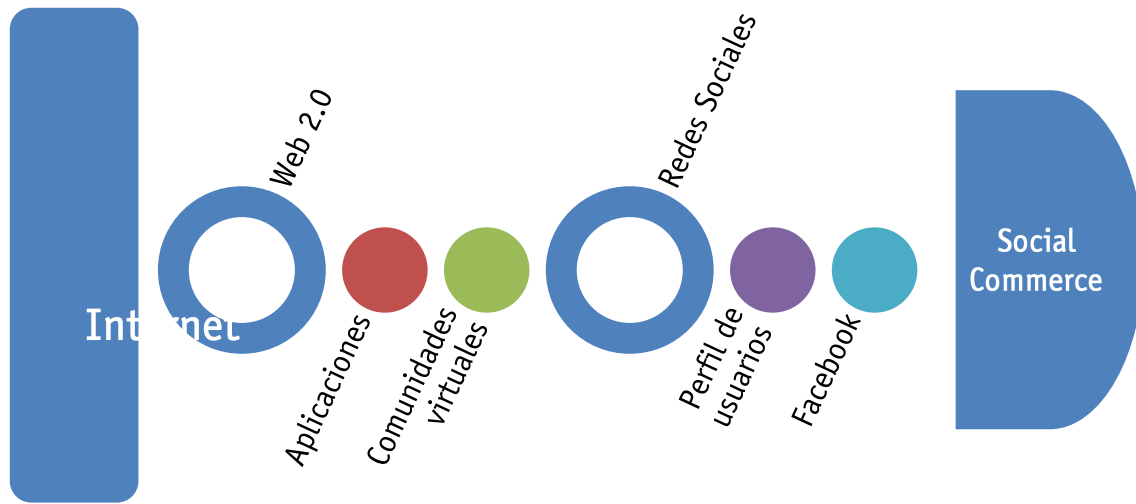 Internet
Web 2.0
Aplicaciones
Comunidades
virtuales
Redes Sociales
Perfil de
usuarios
Facebook
Social
Commerce